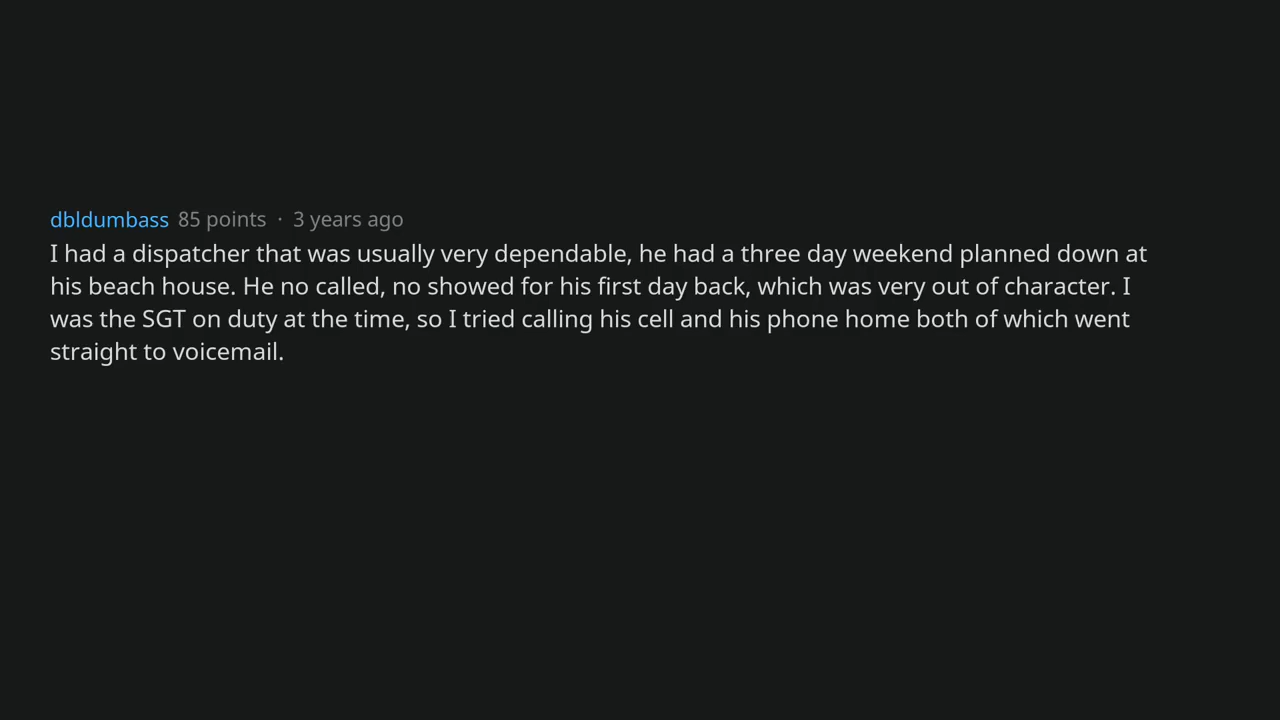 dbldumbass 85 points · 3 years ago
I had a dispatcher that was usually very dependable, he had a three day weekend planned down at
his beach house. He no called, no showed for his first day back, which was very out of character. I
was the SGT on duty at the time, so I tried calling his cell and his phone home both of which went
straight to voicemail.